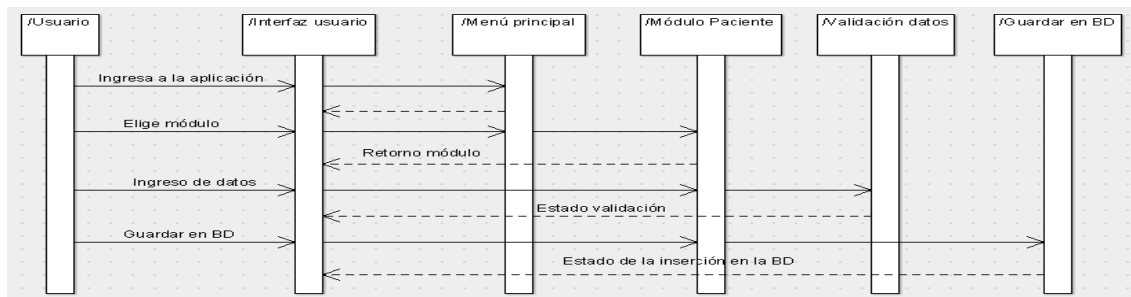 /Usuario
/Interfaz usuario
/Menú principal
/Módulo Paciente
/Validación datos
/Guardar en BD
Ingresa a la aplicación
Elige módulo
Retorno módulo
Ingreso de datos
Estado validación
Guardar en BD
Estado de la inserción en la BD